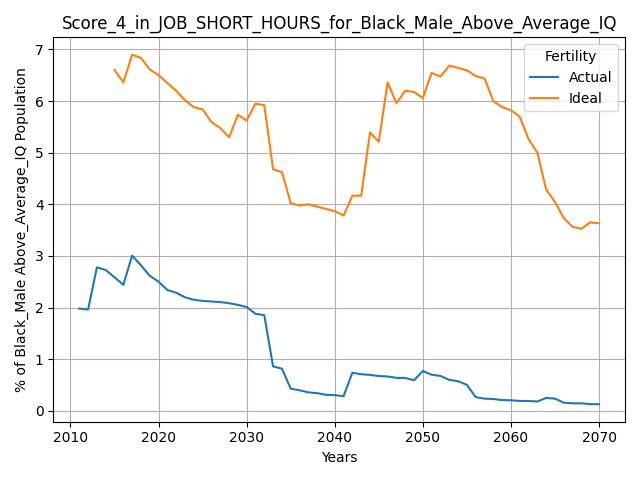 Score_4_in_JOB_SHORT_HOURS_for_Black_Male_Above_Average_IQ
% of Black_Male Above_Average_IQ Population
7
6
5
4
3
2
1
0
Fertility
Actual
Ideal
2010 2020 2030 2040 2050 2060 2070
Years